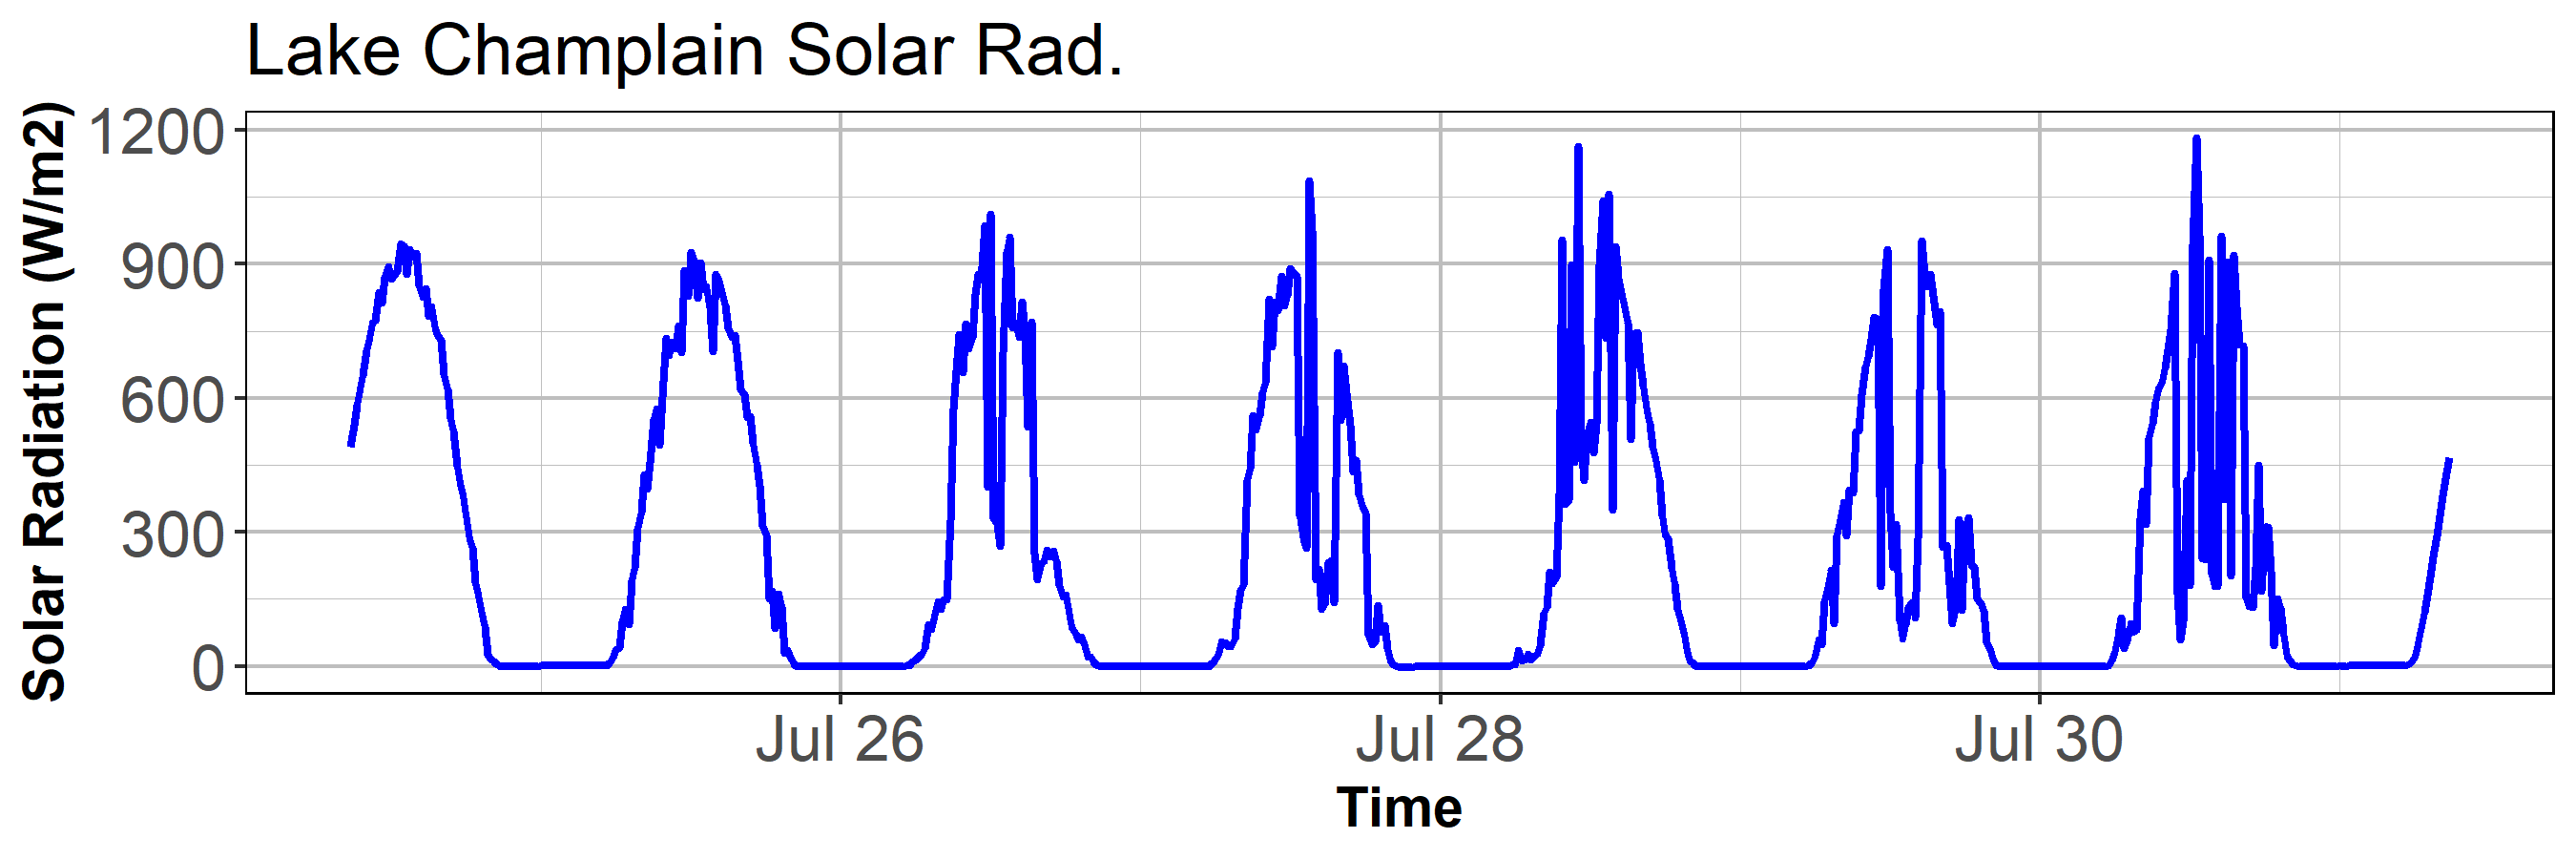 Lake Champlain Solar Rad.
Solar Radiation (W/m2)
1200
900
600
300
0
Jul 26
Jul 28
Jul 30
Time